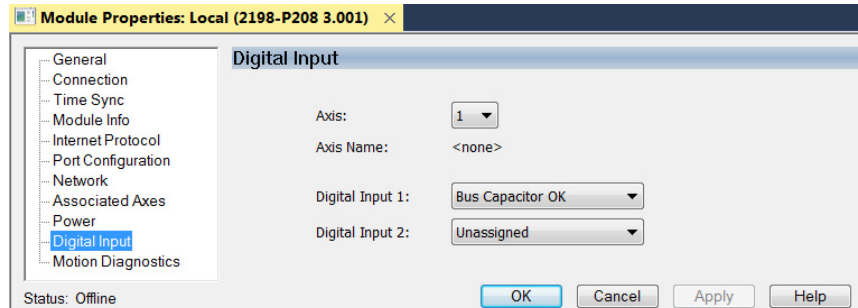 Module Properties: Local (2198-P208 3.001) ×
General
Connection
Time Sync
Module Info
Internet Protocol
Port Configuration
Network
Associated Axes
Power
Digital Input
Motion Diagnostics
Digital Input
Axis: 1
Axis Name: <none>
Digital Input 1: Bus Capacitor OK
Digital Input 2: Unassigned
Status: Offline
OK Cancel Apply Help